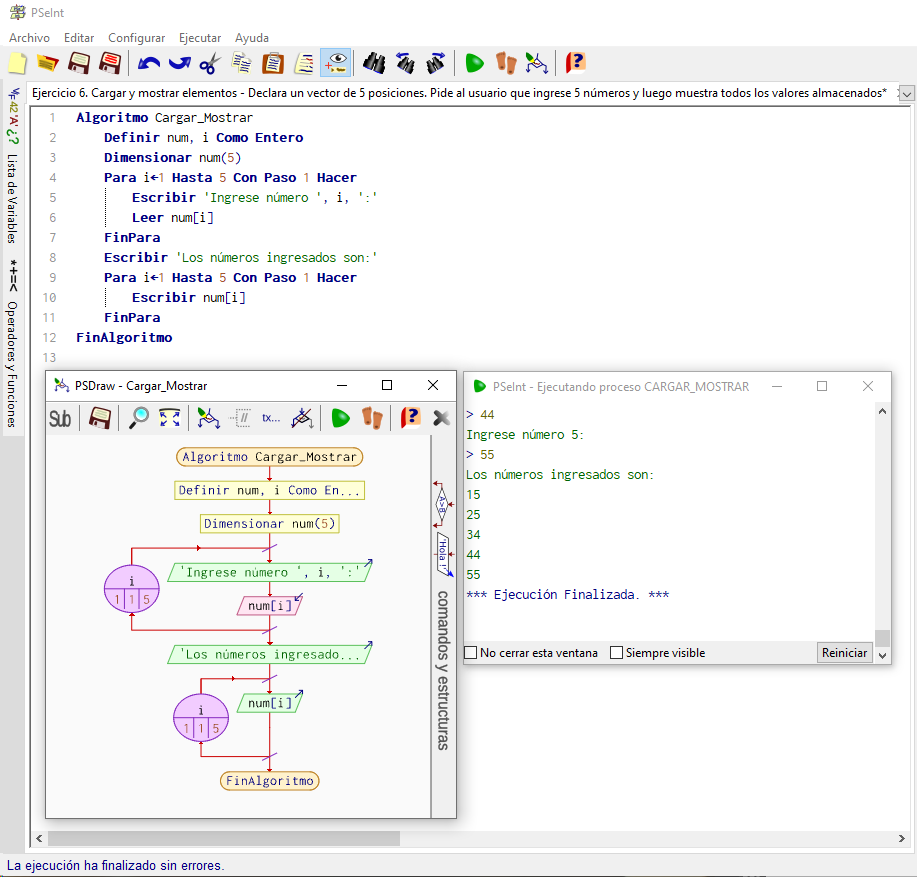 PSeInt
Archivo Editar Configurar Ejecutar Ayuda
Ejercicio 6. Cargar y mostrar elementos - Declara un vector de 5 posiciones. Pide al usuario que ingrese 5 números y luego muestra todos los valores almacenados*
*+=< Operadores y Funciones
42 'A' ¿? Lista de Variables
1 Algoritmo Cargar_Mostrar
2 Definir num, i Como Entero
3 Dimensionar num(5)
4 Para i←1 Hasta 5 Con Paso 1 Hacer
5 Escribir 'Ingrese número ', i, ':'
6 Leer num[i]
7 FinPara
8 Escribir 'Los números ingresados son:'
9 Para i←1 Hasta 5 Con Paso 1 Hacer
10 Escribir num[i]
11 FinPara
12 FinAlgoritmo
13
PSDraw - Cargar_Mostrar
Sub // tx... ?
Algoritmo Cargar_Mostrar
Definir num, i Como En...
Dimensionar num(5)
'Ingrese número ', i, ':'
i
1 1 5
num[i]
'Los números ingresado...
num[i]
i
1 1 5
FinAlgoritmo
A>B
'Hola !'
comandos y estructuras
PSeInt - Ejecutando proceso CARGAR_MOSTRAR
> 44
Ingrese número 5:
> 55
Los números ingresados son:
15
25
34
44
55
*** Ejecución Finalizada. ***
No cerrar esta ventana Siempre visible Reiniciar
La ejecución ha finalizado sin errores.